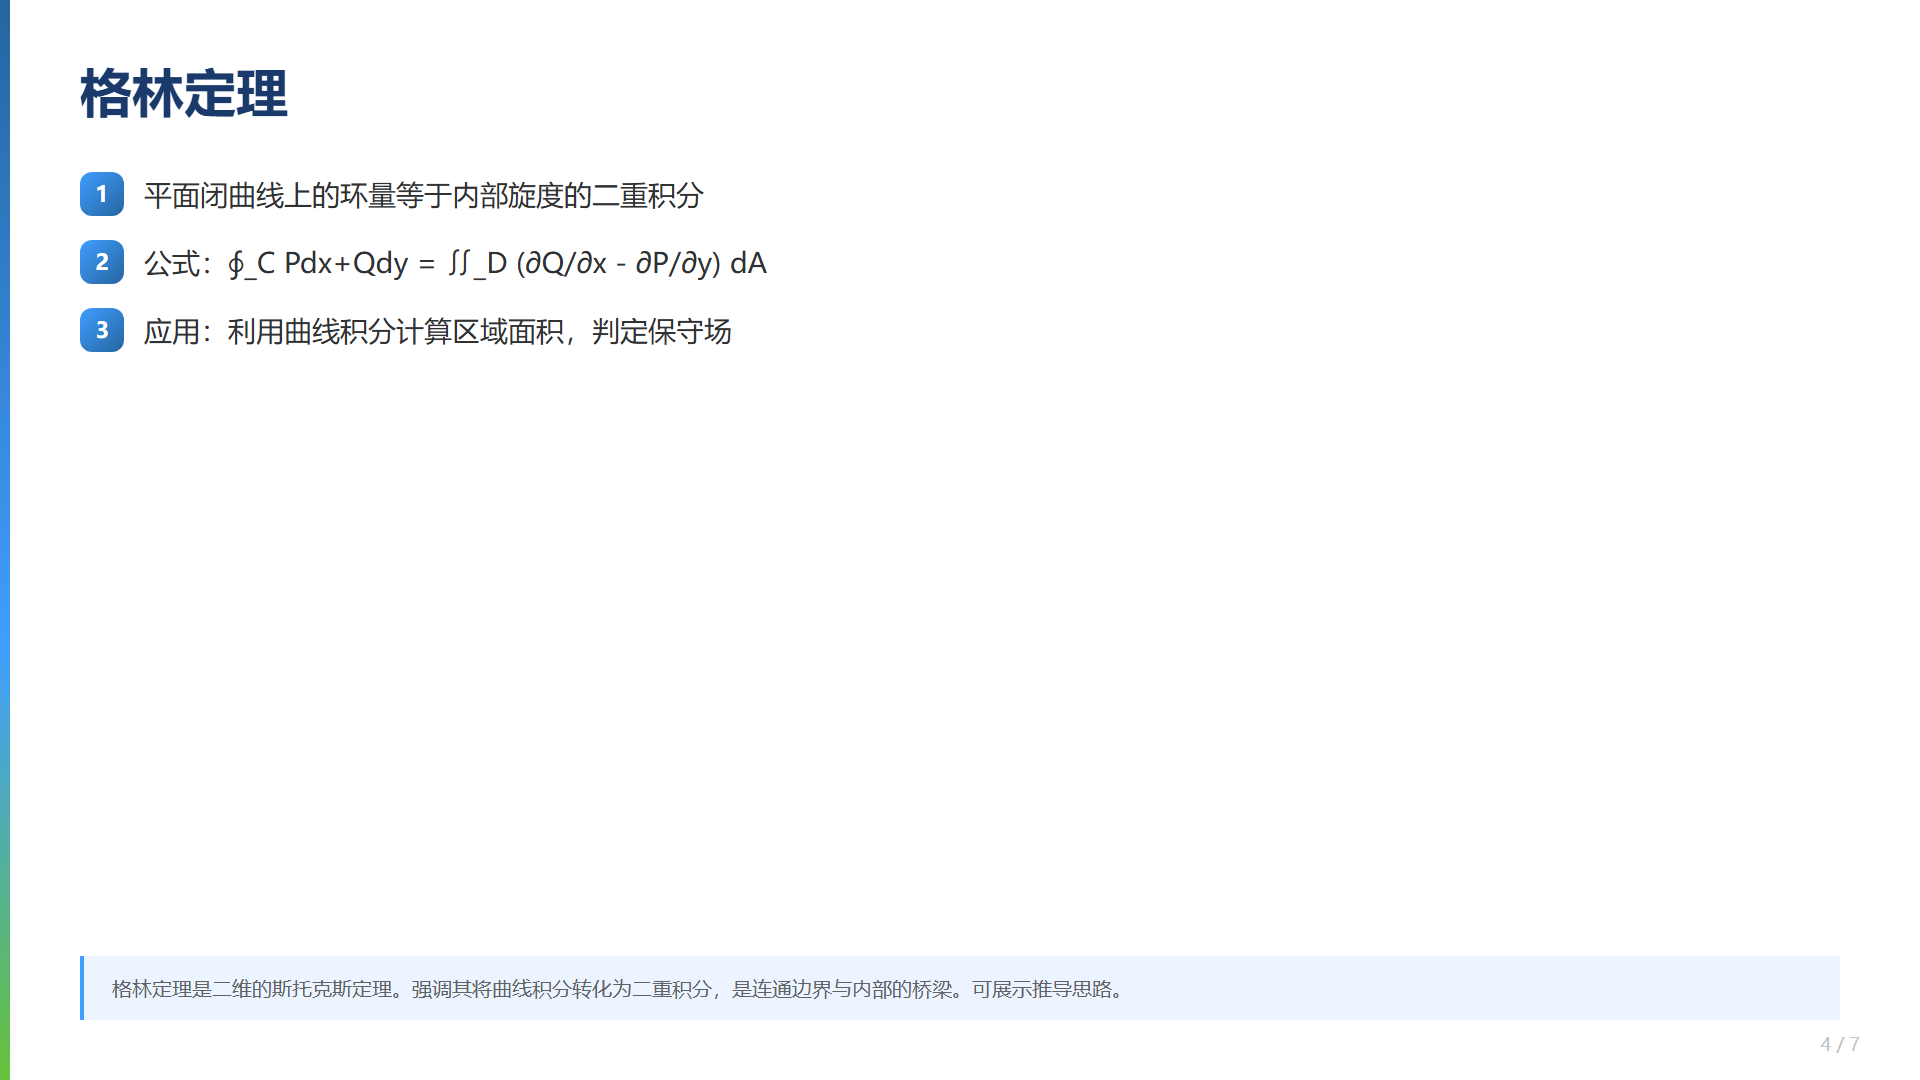 格林定理
1 平面闭曲线上的环量等于内部旋度的二重积分
2 公式：∮_C Pdx+Qdy = ∬_D (∂Q/∂x - ∂P/∂y) dA
3 应用：利用曲线积分计算区域面积，判定保守场
格林定理是二维的斯托克斯定理。强调其将曲线积分转化为二重积分，是连通边界与内部的桥梁。可展示推导思路。
4 / 7